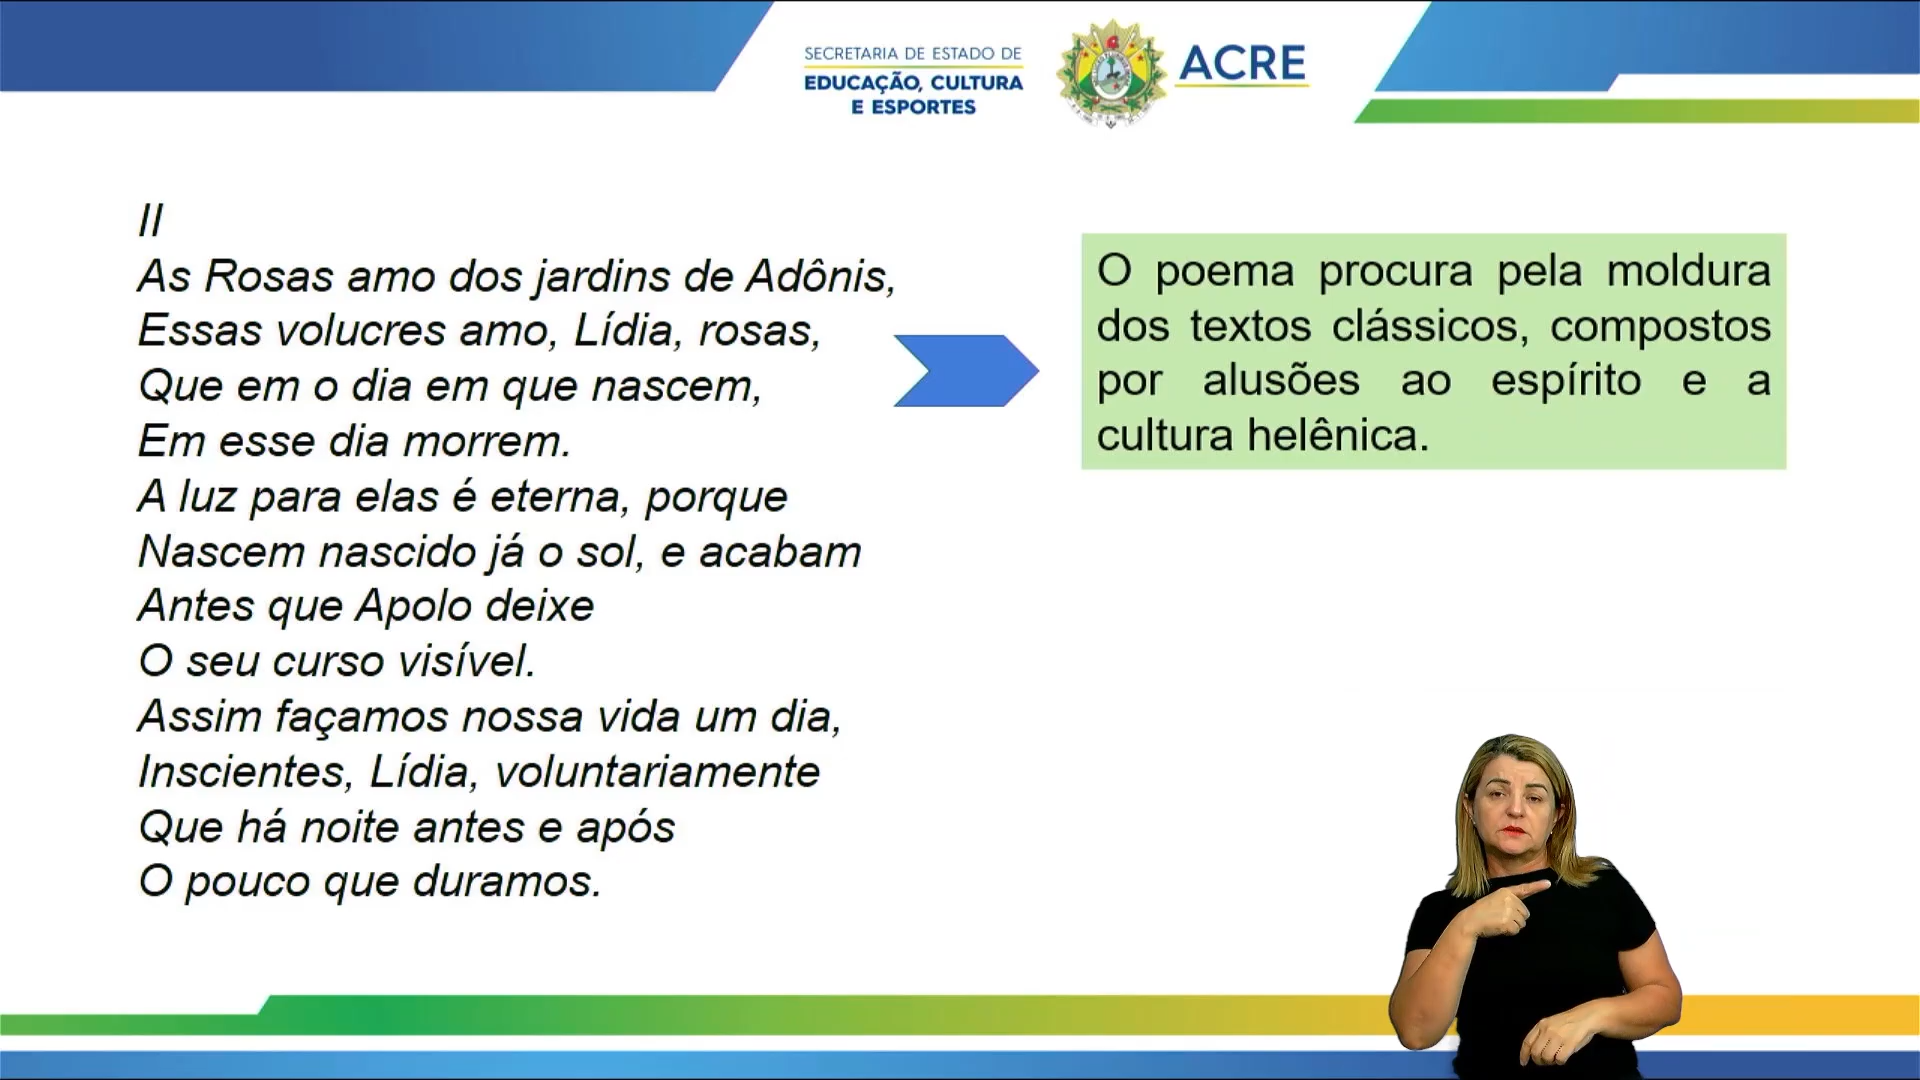 SECRETARIA DE ESTADO DE
EDUCAÇÃO, CULTURA
E ESPORTES
ACRE
II
As Rosas amo dos jardins de Adônis,
Essas volucres amo, Lídia, rosas,
Que em o dia em que nascem,
Em esse dia morrem.
A luz para elas é eterna, porque
Nascem nascido já o sol, e acabam
Antes que Apolo deixe
O seu curso visível.
Assim façamos nossa vida um dia,
Inscientes, Lídia, voluntariamente
Que há noite antes e após
O pouco que duramos.
O poema procura pela moldura
dos textos clássicos, compostos
por alusões ao espírito e a
cultura helênica.